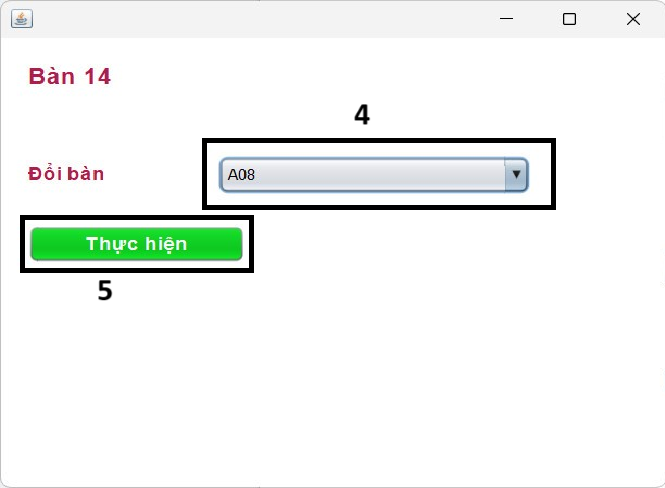 Bàn 14
4
Đổi bàn
A08
Thực hiện
5